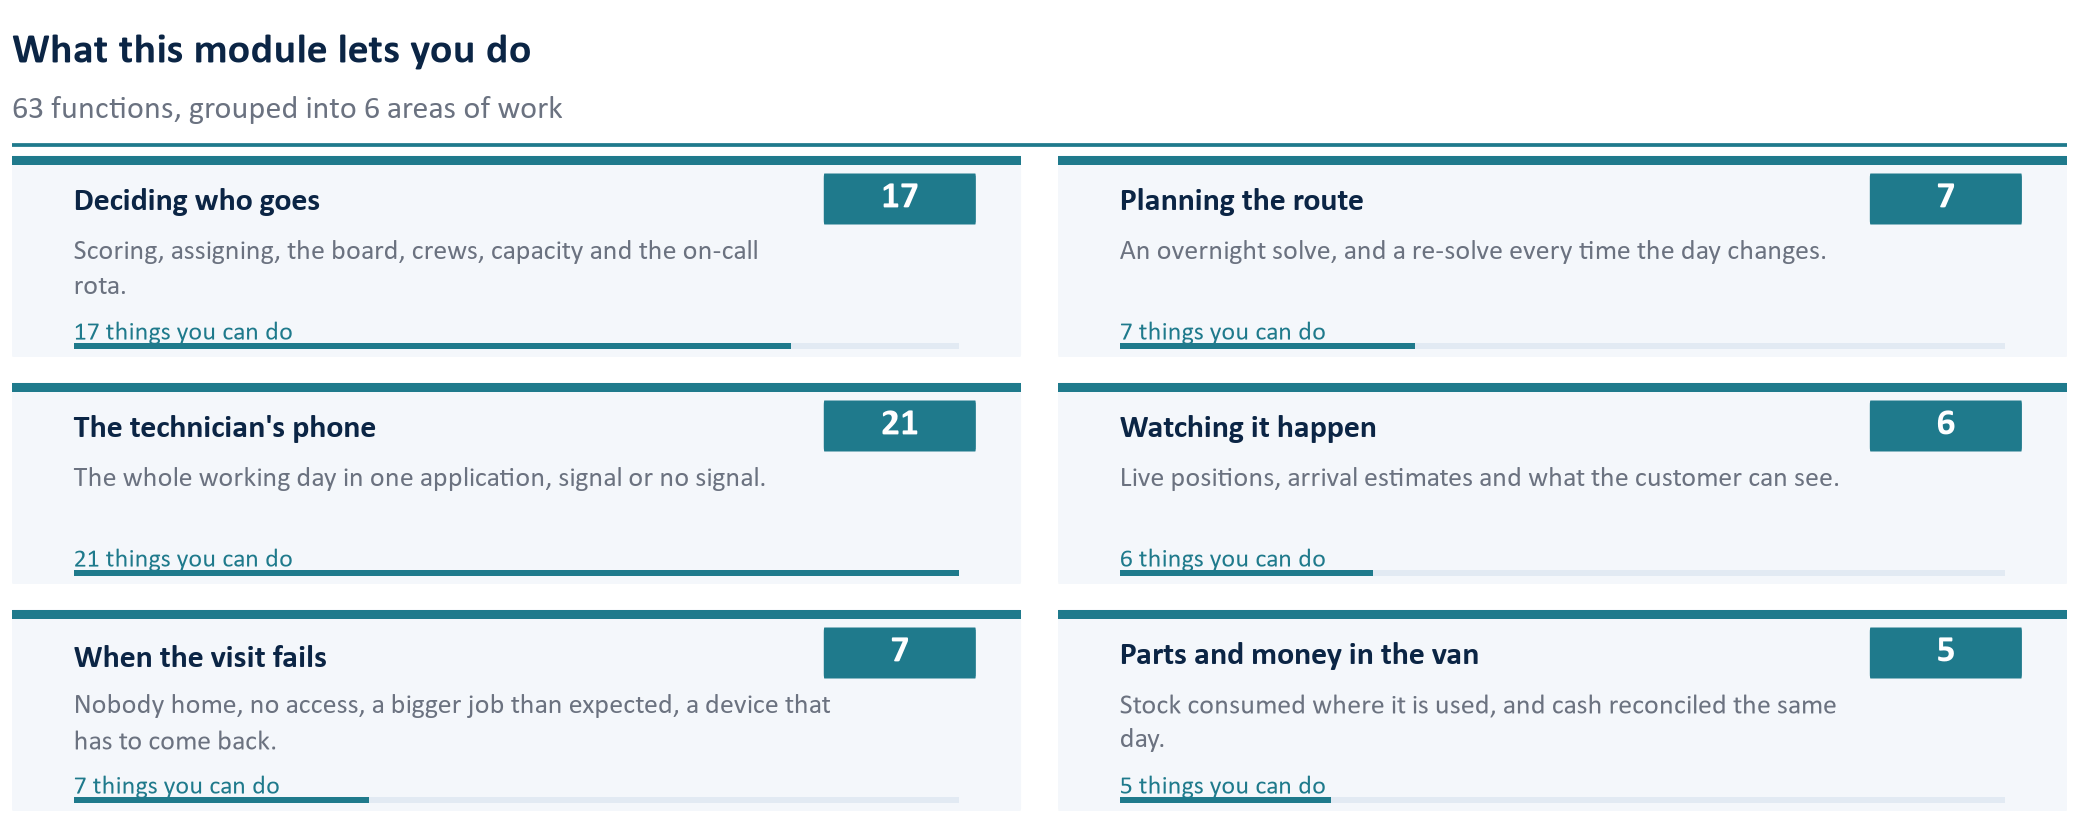 What this module lets you do
63 functions, grouped into 6 areas of work
Deciding who goes
17
Scoring, assigning, the board, crews, capacity and the on-call
rota.
17 things you can do
Planning the route
7
An overnight solve, and a re-solve every time the day changes.
7 things you can do
The technician's phone
21
The whole working day in one application, signal or no signal.
21 things you can do
Watching it happen
6
Live positions, arrival estimates and what the customer can see.
6 things you can do
When the visit fails
7
Nobody home, no access, a bigger job than expected, a device that
has to come back.
7 things you can do
Parts and money in the van
5
Stock consumed where it is used, and cash reconciled the same
day.
5 things you can do